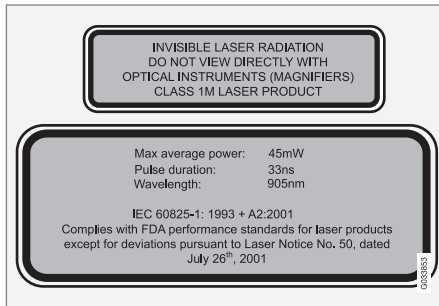 INVISIBLE LASER RADIATION
DO NOT VIEW DIRECTLY WITH
OPTICAL INSTRUMENTS (MAGNIFIERS)
CLASS 1M LASER PRODUCT
Max average power: 45mW
Pulse duration: 33ns
Wavelength: 905nm
IEC 60825-1: 1993 + A2:2001
Complies with FDA performance standards for laser products
except for deviations pursuant to Laser Notice No. 50, dated
July 26th, 2001
G033853